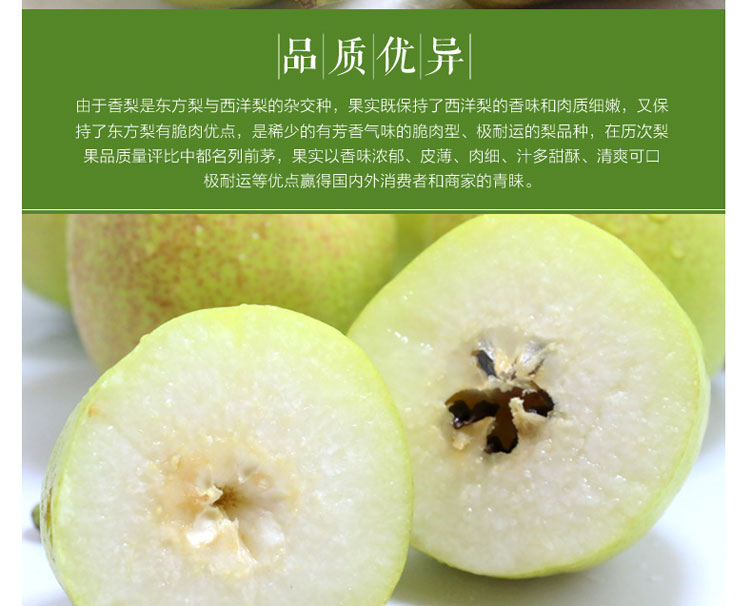 品质优异
由于香梨是东方梨与西洋梨的杂交种，果实既保持了西洋梨的香味和肉质细嫩，又保
持了东方梨有脆肉优点，是稀少的有芳香气味的脆肉型、极耐运的梨品种，在历次梨
果品质量评比中都名列前茅，果实以香味浓郁、皮薄、肉细、汁多甜酥、清爽可口
极耐运等优点赢得国内外消费者和商家的青睐。